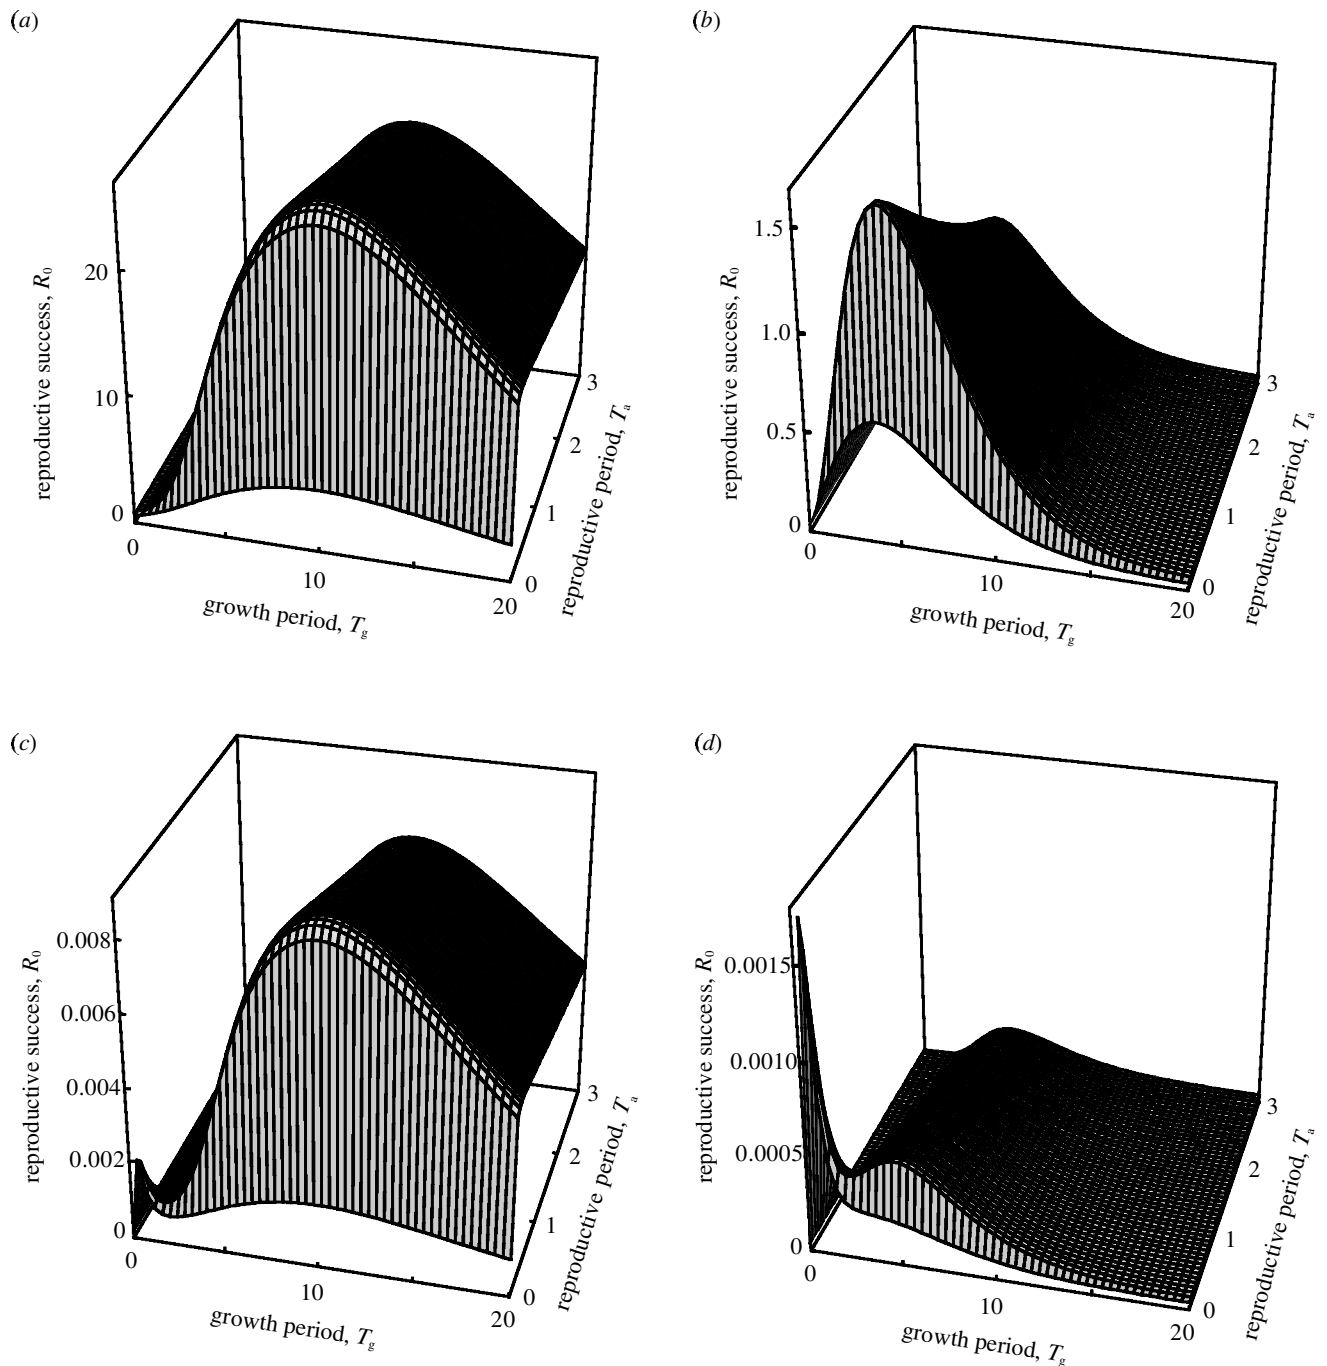 (a)
reproductive success, R0
20
10
0
0
10
20
growth period, Tg
0
1
2
3
reproductive period, Ta
(b)
reproductive success, R0
1.5
1.0
0.5
0
0
10
20
growth period, Tg
0
1
2
3
reproductive period, Ta
(c)
reproductive success, R0
0.008
0.006
0.004
0.002
0
0
10
20
growth period, Tg
0
1
2
3
reproductive period, Ta
(d)
reproductive success, R0
0.0015
0.0010
0.0005
0
0
10
20
growth period, Tg
0
1
2
3
reproductive period, Ta